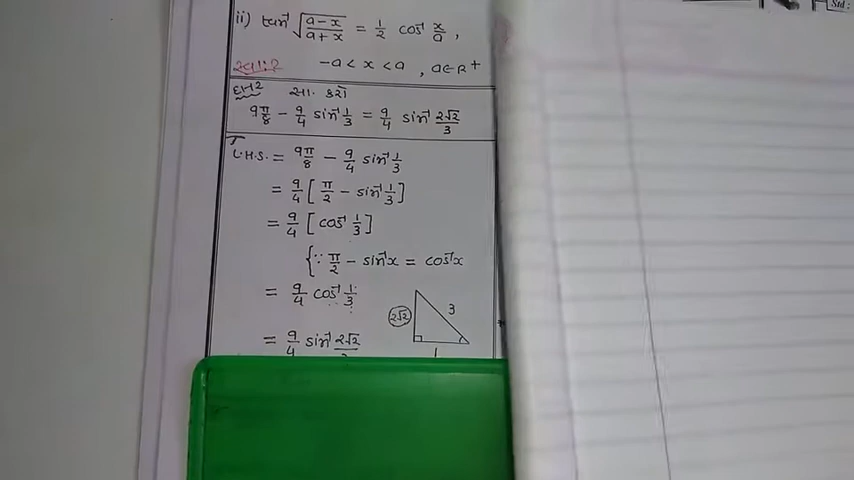 ii) tan⁻¹ √((a-x)/(a+x)) = 1/2 cos⁻¹ x/a ,
-a < x < a , a ∈ R⁺
સા. કરો
9π/8 - 9/4 sin⁻¹ 1/3 = 9/4 sin⁻¹ 2√2/3
L.H.S. = 9π/8 - 9/4 sin⁻¹ 1/3
= 9/4 [ π/2 - sin⁻¹ 1/3 ]
= 9/4 [ cos⁻¹ 1/3 ]
{ ∵ π/2 - sin⁻¹x = cos⁻¹x
= 9/4 cos⁻¹ 1/3
3
2√2
= 9/4 sin⁻¹ 2√2/3
1
Std :